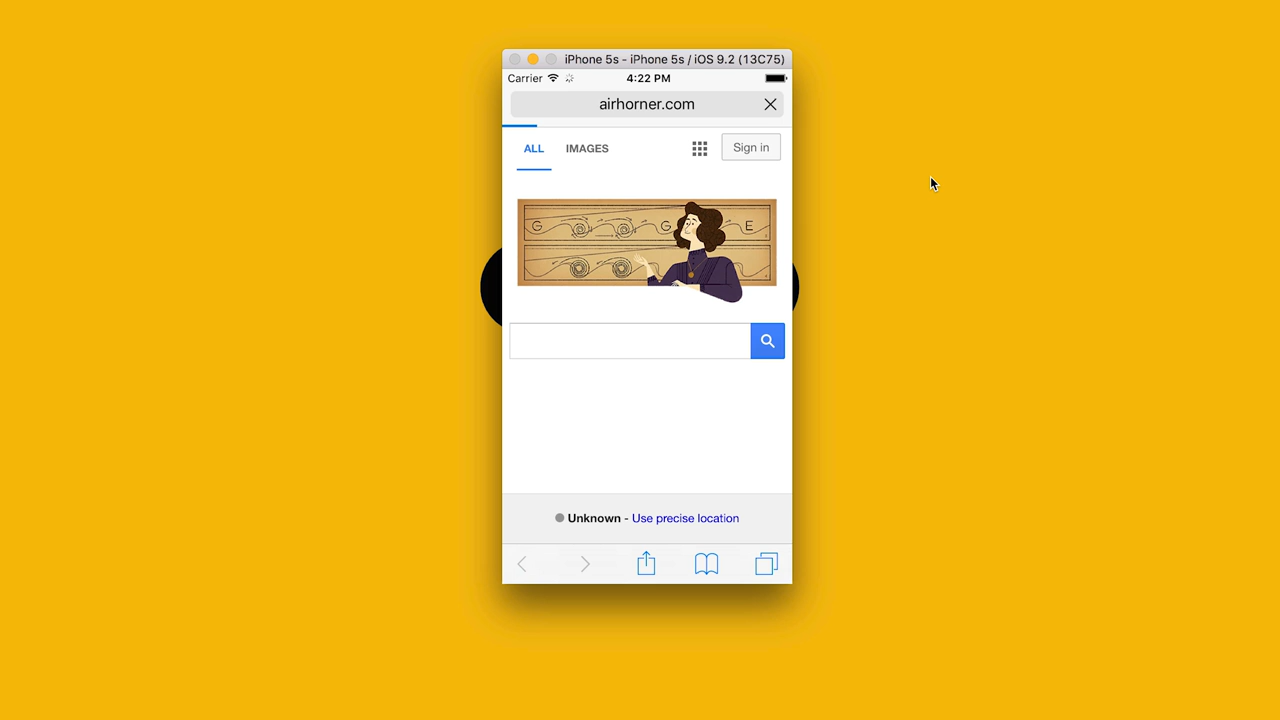 iPhone 5s - iPhone 5s / iOS 9.2 (13C75)
Carrier 4:22 PM
airhorner.com
ALL IMAGES Sign in
G G E
Unknown - Use precise location